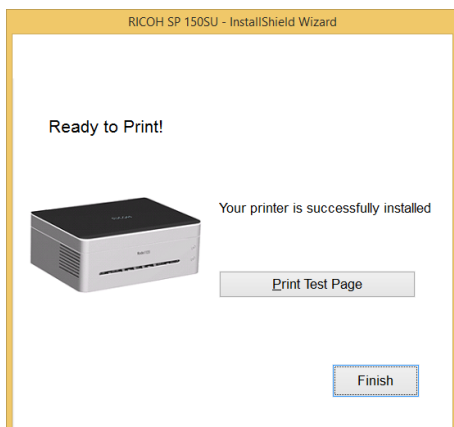 RICOH SP 150SU - InstallShield Wizard
Ready to Print!
Your printer is successfully installed
Print Test Page
Finish